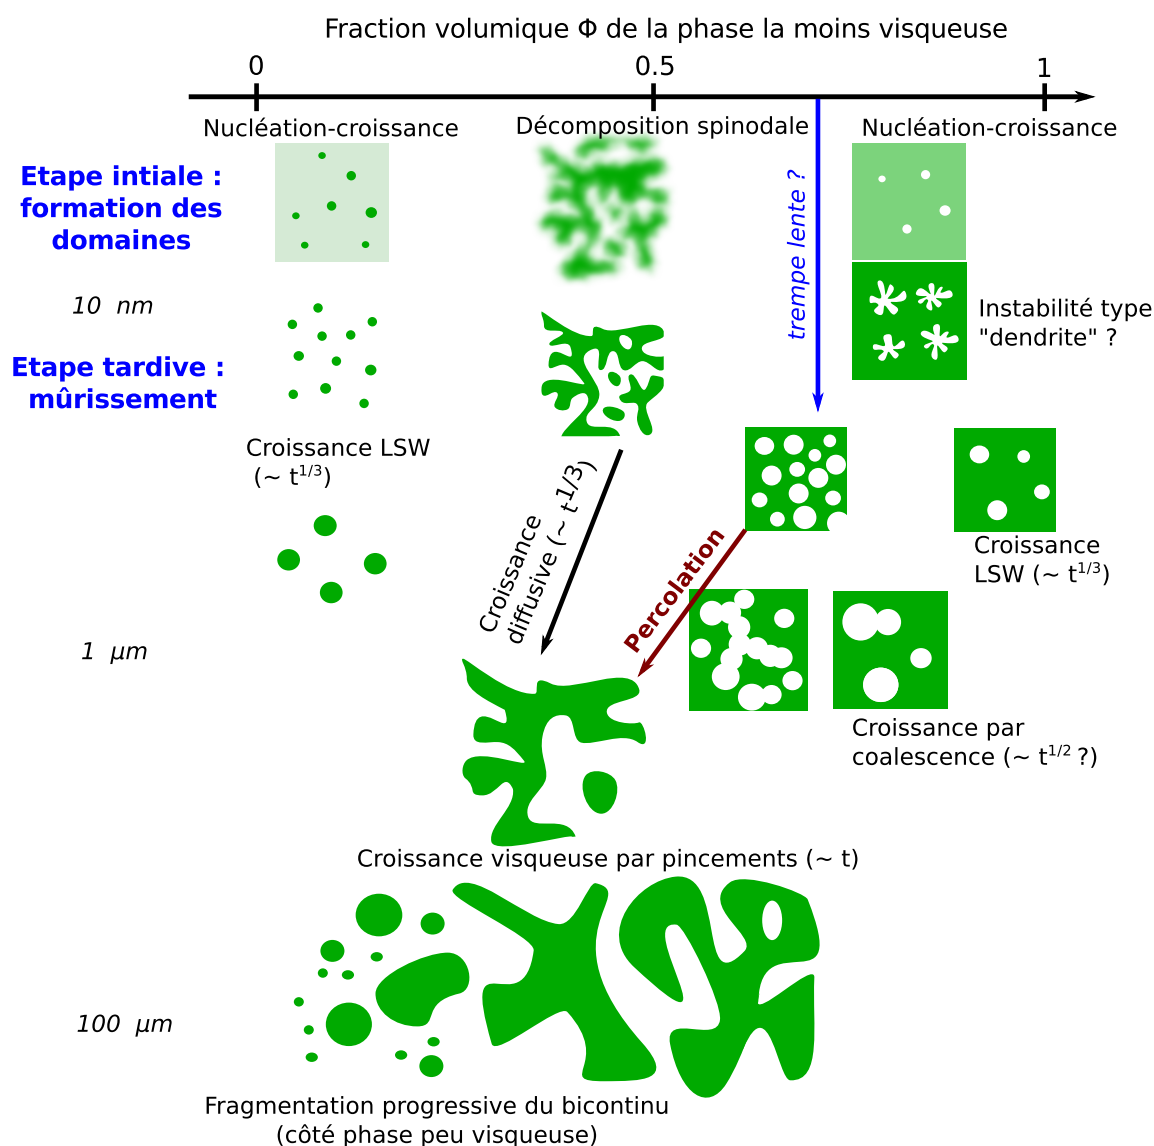 Fraction volumique Φ de la phase la moins visqueuse
0
0.5
1
Nucléation-croissance
Décomposition spinodale
Nucléation-croissance
Etape intiale :
formation des
domaines
trempe lente ?
10 nm
Instabilité type
"dendrite" ?
Etape tardive :
mûrissement
Croissance LSW
(~ t1/3)
Croissance
diffusive (~ t1/3)
Percolation
Croissance
LSW (~ t1/3)
1 µm
Croissance par
coalescence (~ t1/2 ?)
Croissance visqueuse par pincements (~ t)
100 µm
Fragmentation progressive du bicontinu
(côté phase peu visqueuse)